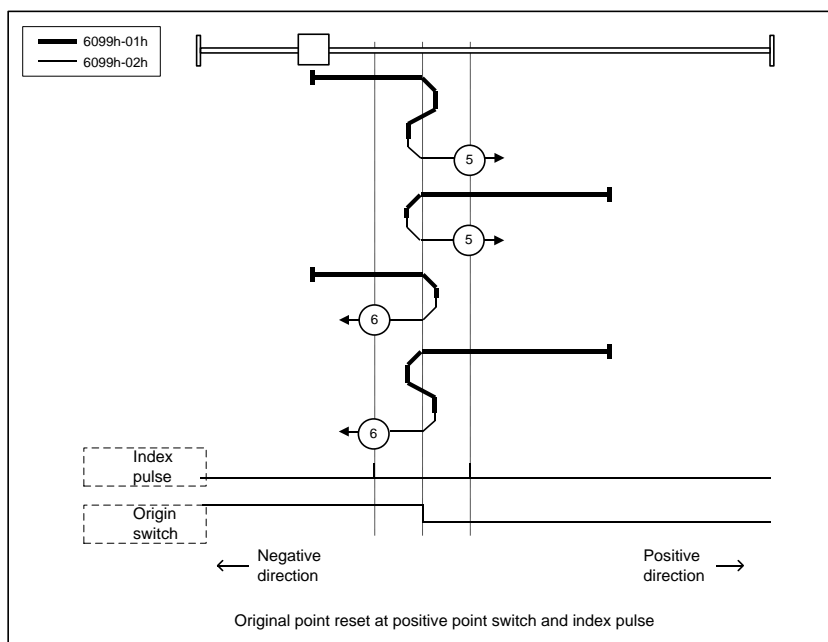 6099h-01h
6099h-02h
5
5
6
6
Index
pulse
Origin
switch
Negative
direction
Positive
direction
Original point reset at positive point switch and index pulse